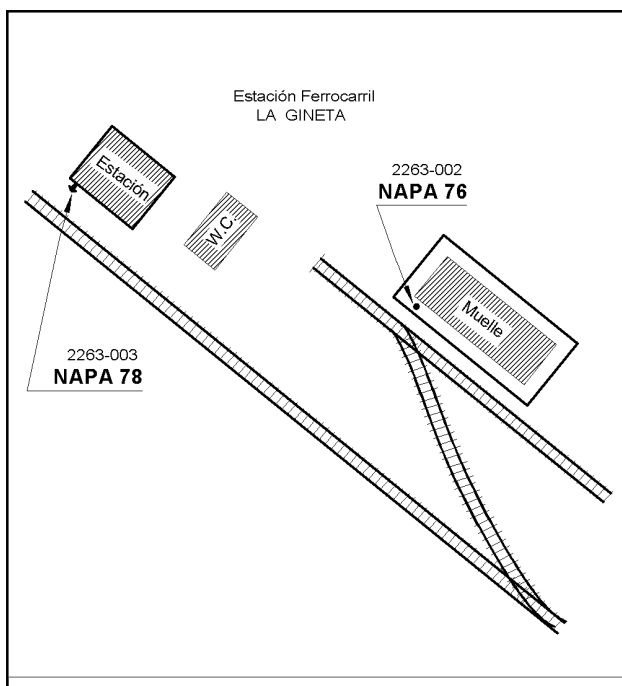 Estación Ferrocarril
LA GINETA
Estación
W.C.
2263-002
NAPA 76
Muelle
2263-003
NAPA 78